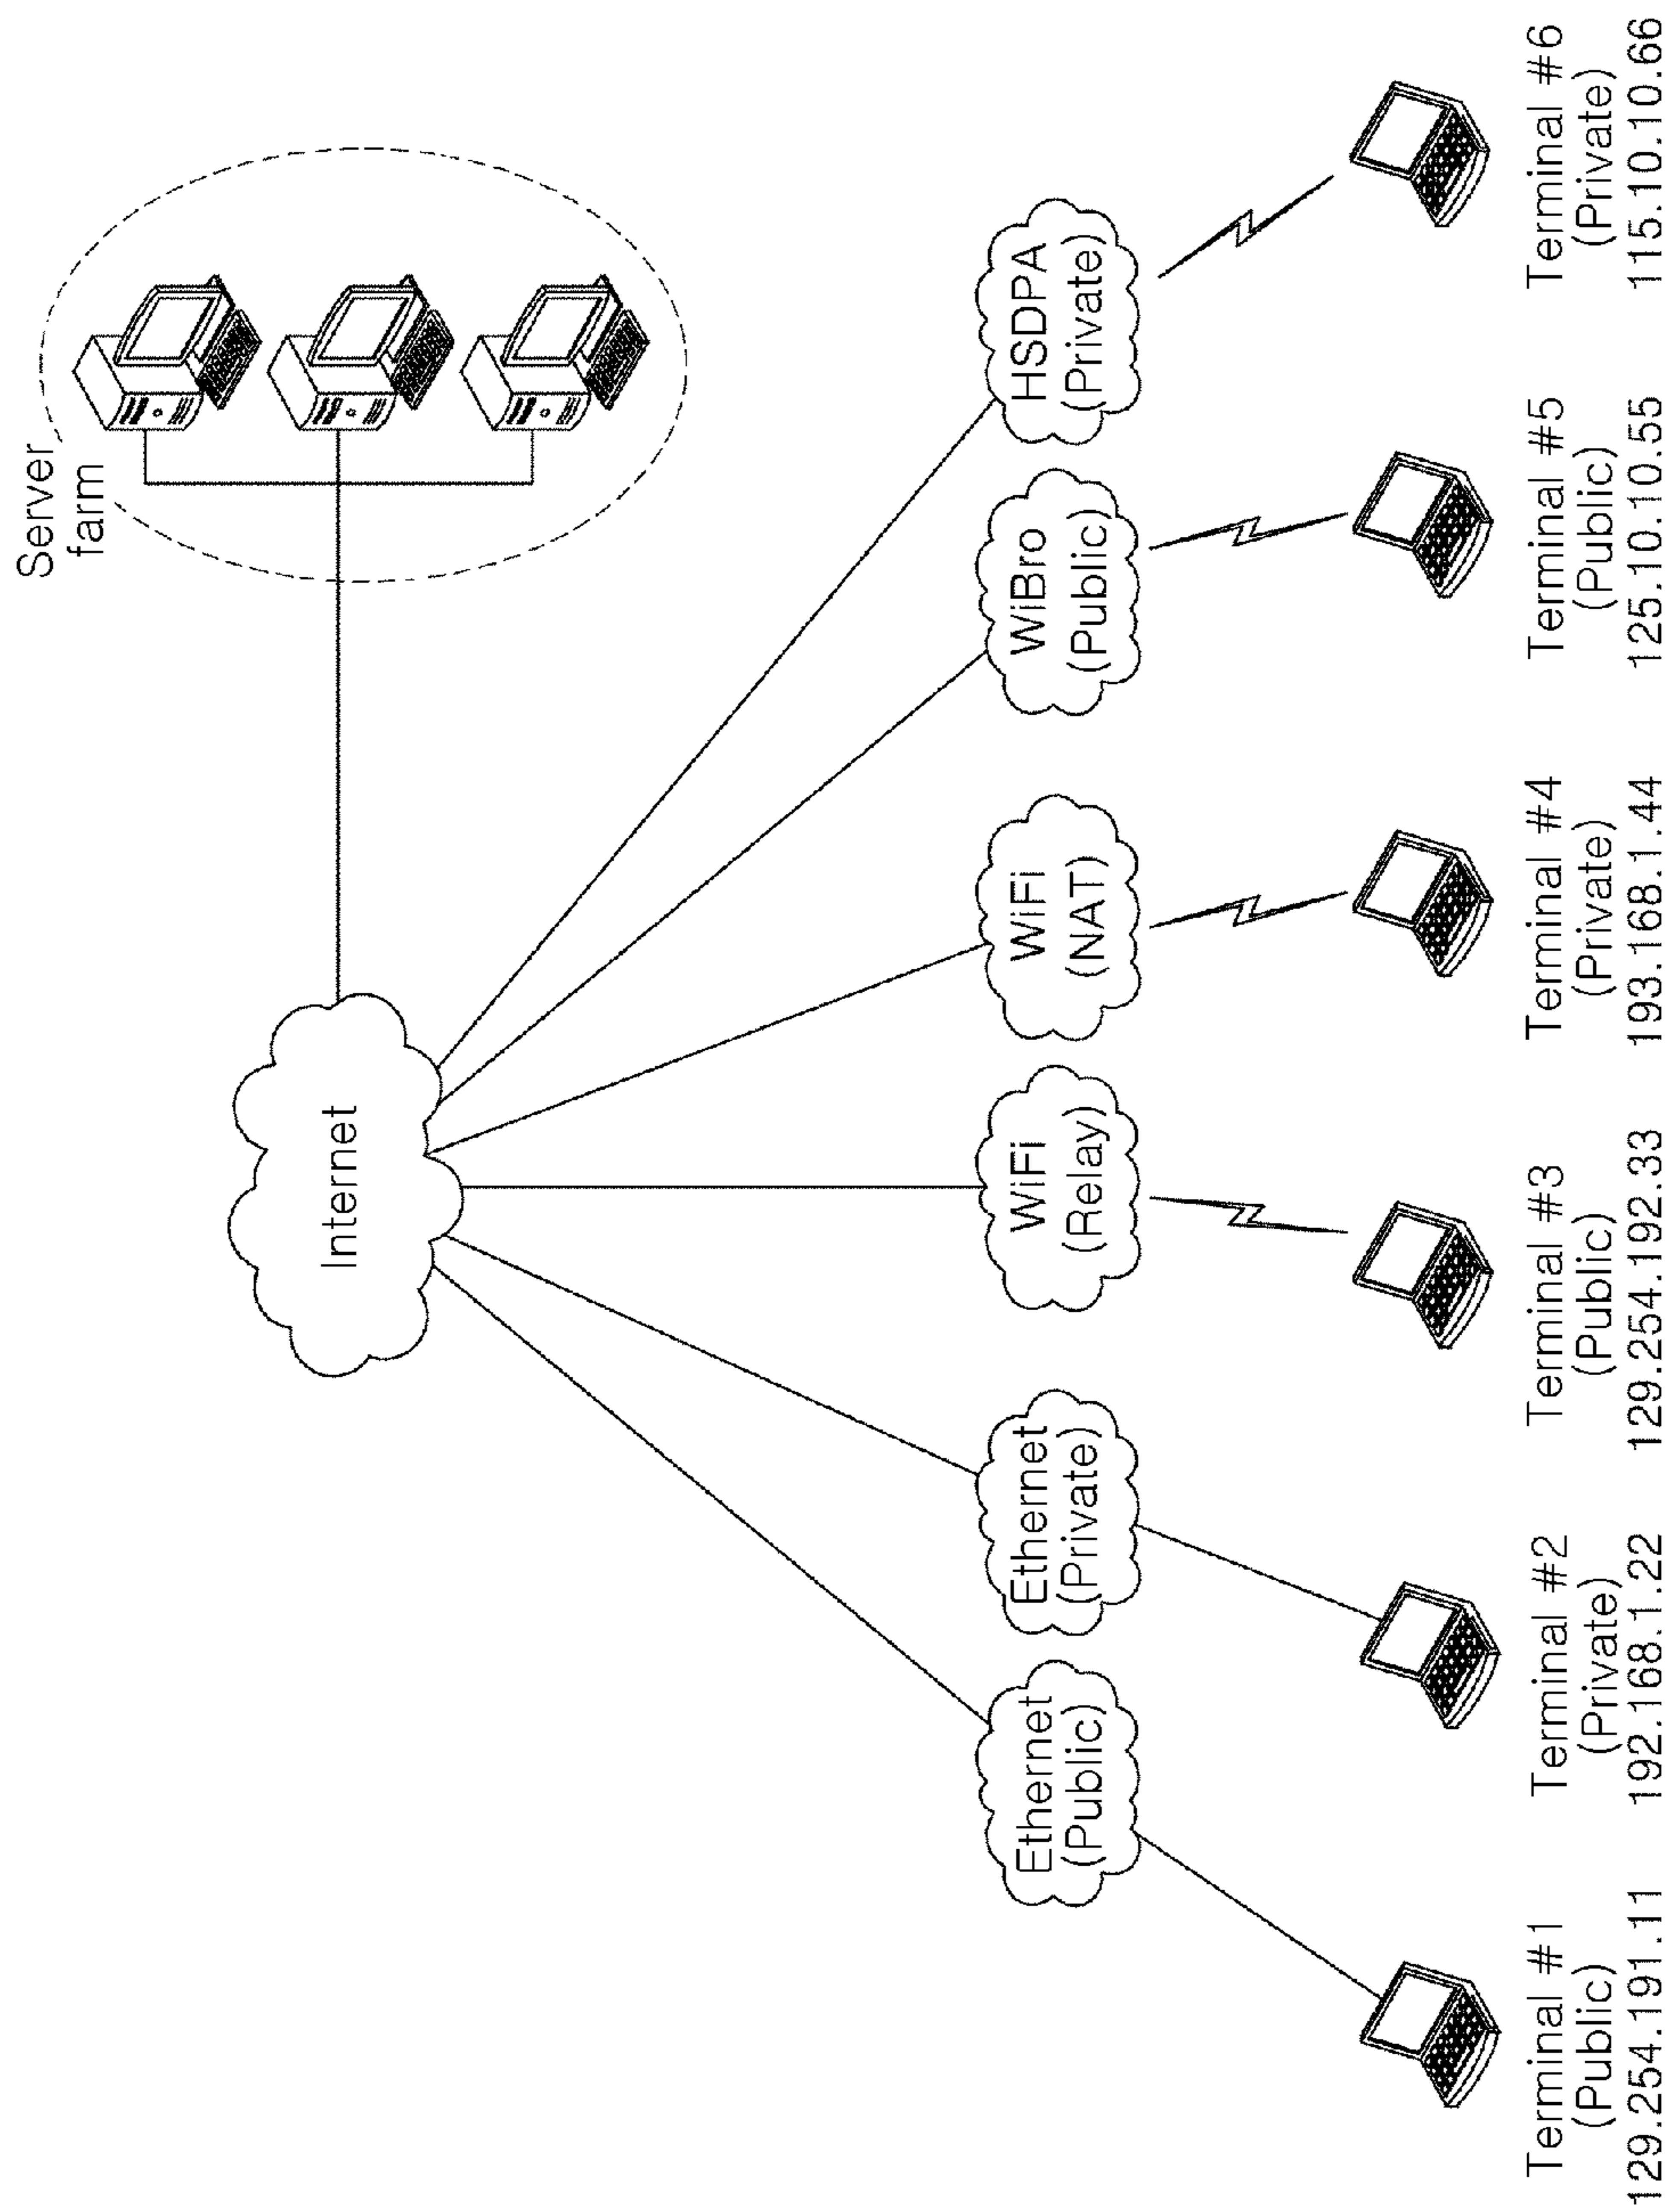 Server
farm
Internet
Ethernet
(Public)
Ethernet
(Private)
WiFi
(Relay)
WiFi
(NAT)
WiBro
(Public)
HSDPA
(Private)
Terminal #1
(Public)
129.254.191.11
Terminal #2
(Private)
192.168.1.22
Terminal #3
(Public)
129.254.192.33
Terminal #4
(Private)
193.168.1.44
Terminal #5
(Public)
125.10.10.55
Terminal #6
(Private)
115.10.10.66